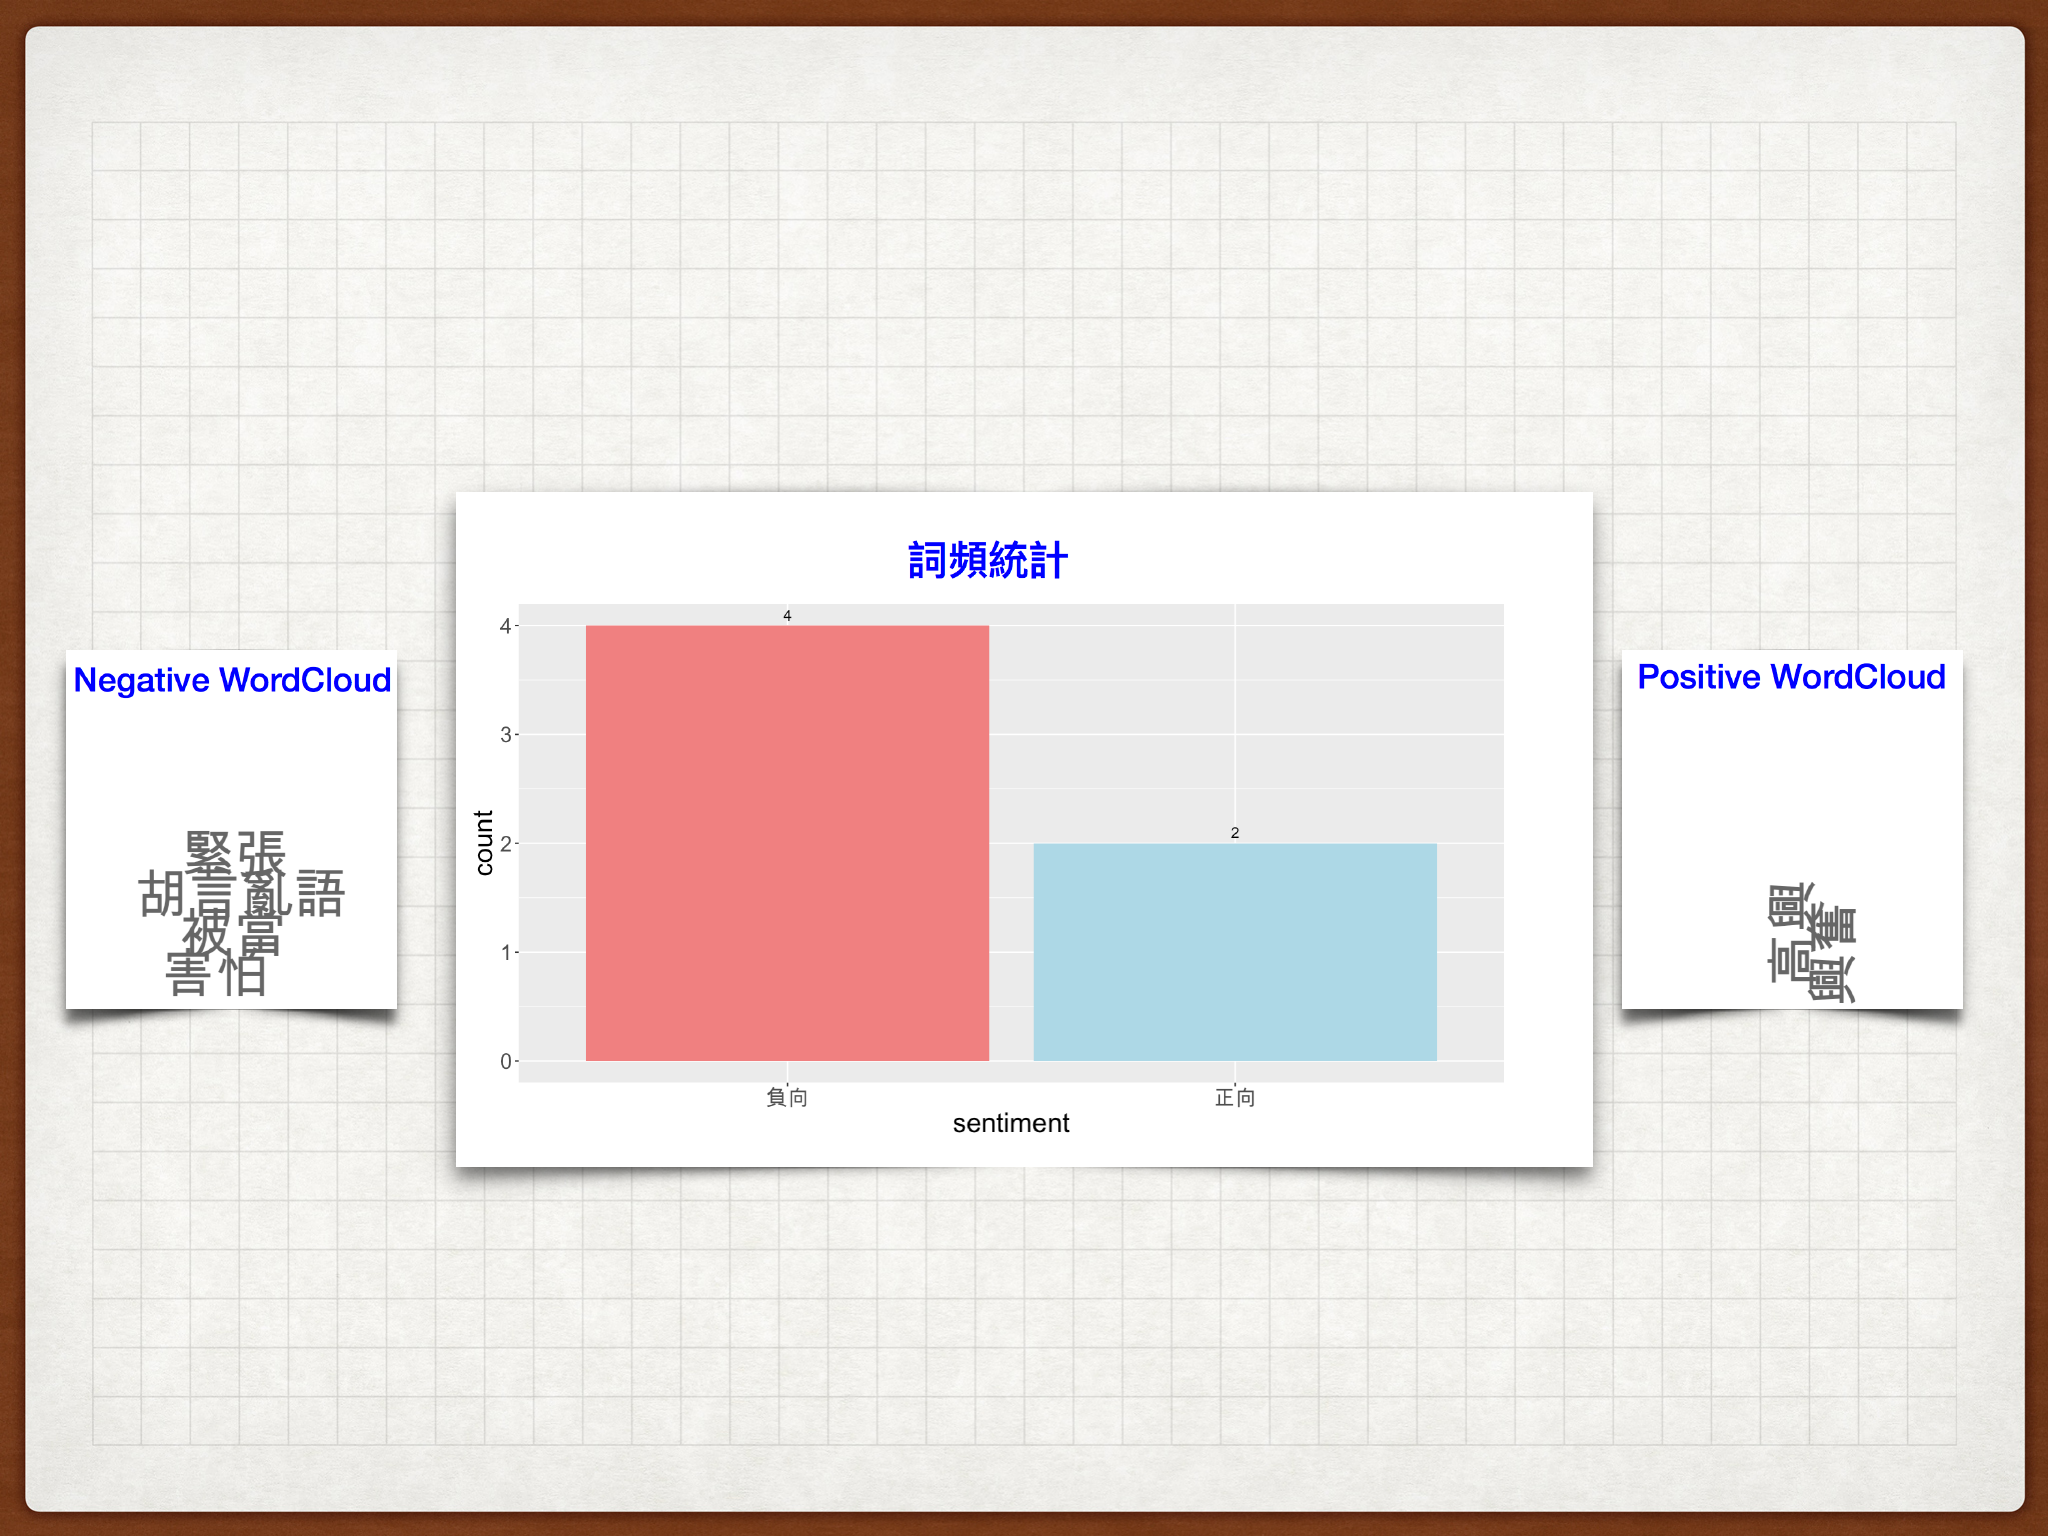 Negative WordCloud
緊張
胡言亂語
被當
害怕
詞頻統計
4
4
3
2
2
1
0
count
負向
正向
sentiment
Positive WordCloud
高興
興奮